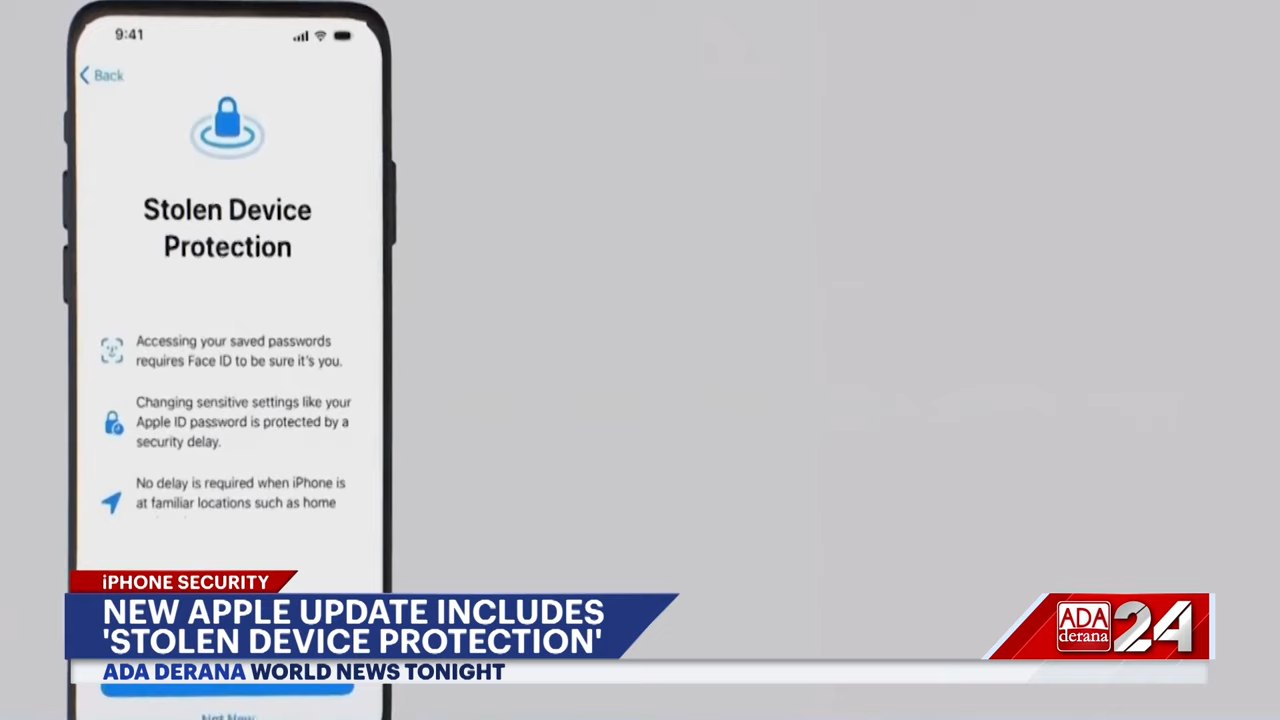 9:41
Back
Stolen Device
Protection
Accessing your saved passwords
requires Face ID to be sure it's you.
Changing sensitive settings like your
Apple ID password is protected by a
security delay.
No delay is required when iPhone is
at familiar locations such as home
iPHONE SECURITY
NEW APPLE UPDATE INCLUDES
'STOLEN DEVICE PROTECTION'
ADA DERANA WORLD NEWS TONIGHT
Not Now
ADA
derana
24